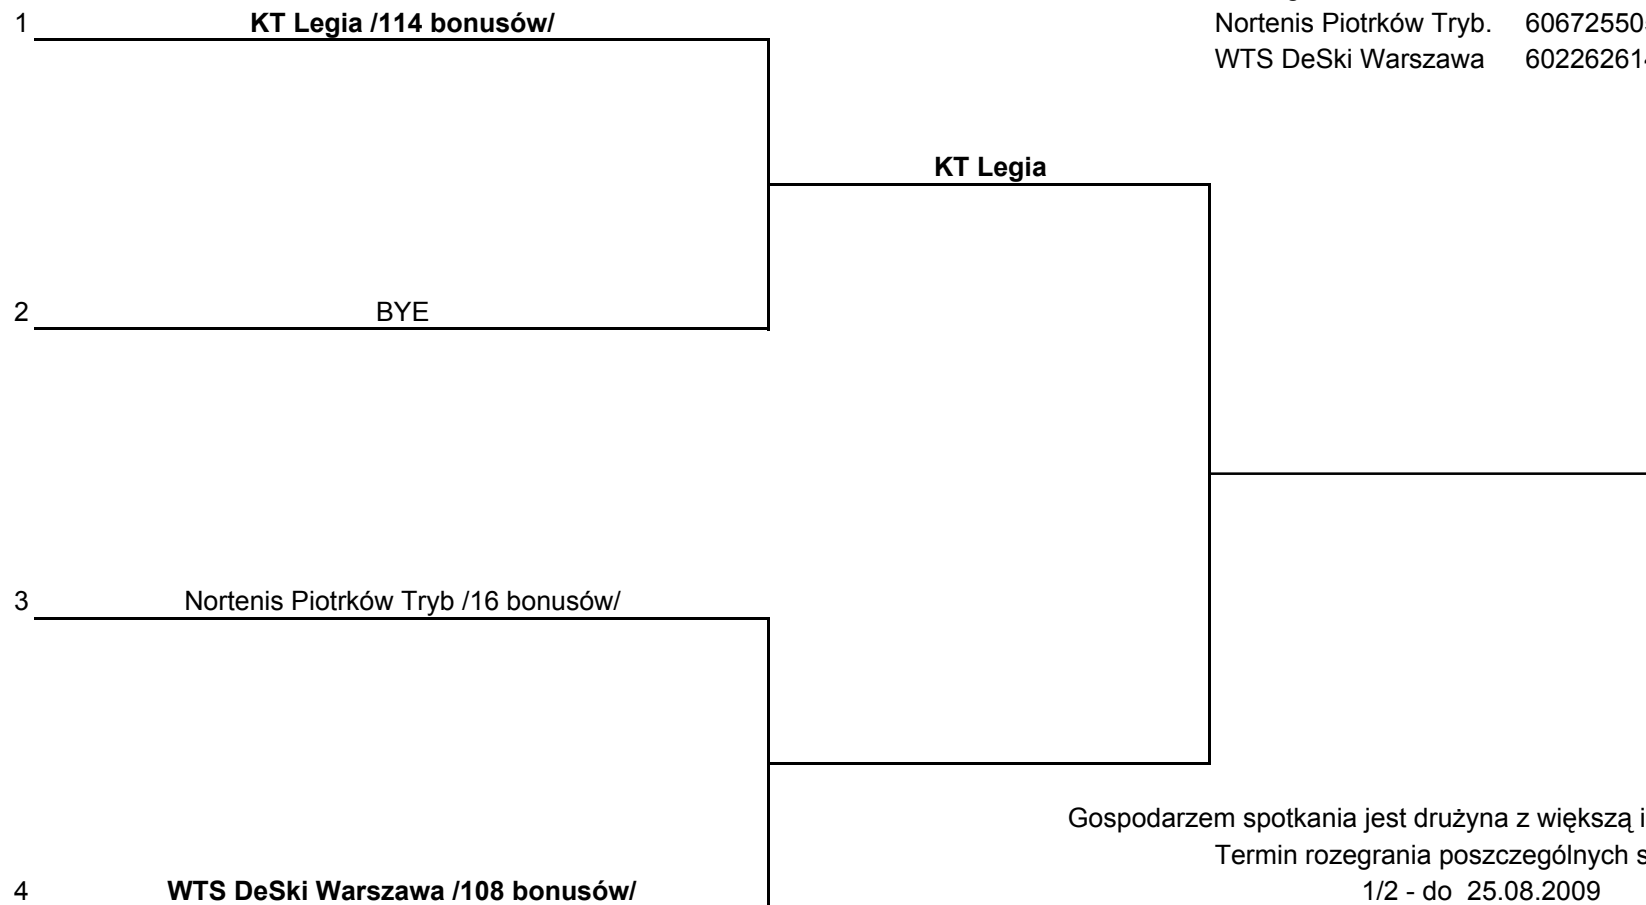 1 KT Legia /114 bonusów/
Nortenis Piotrków Tryb. 60672550
WTS DeSki Warszawa 60226261
KT Legia
2 BYE
3 Nortenis Piotrków Tryb /16 bonusów/
Gospodarzem spotkania jest drużyna z większą
Termin rozegrania poszczególnych
4 WTS DeSki Warszawa /108 bonusów/
1/2 - do 25.08.2009